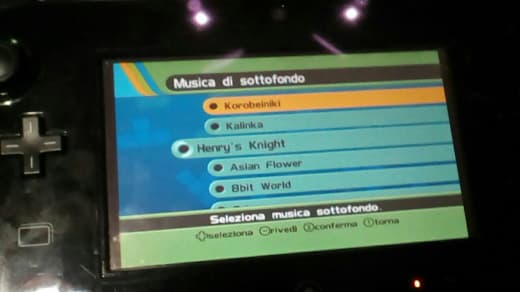 Musica di sottofondo
Korobeiniki
Kalinka
Henry's Knight
Asian Flower
8bit World
Seleziona musica sottofondo.
seleziona rivedi conferma torna